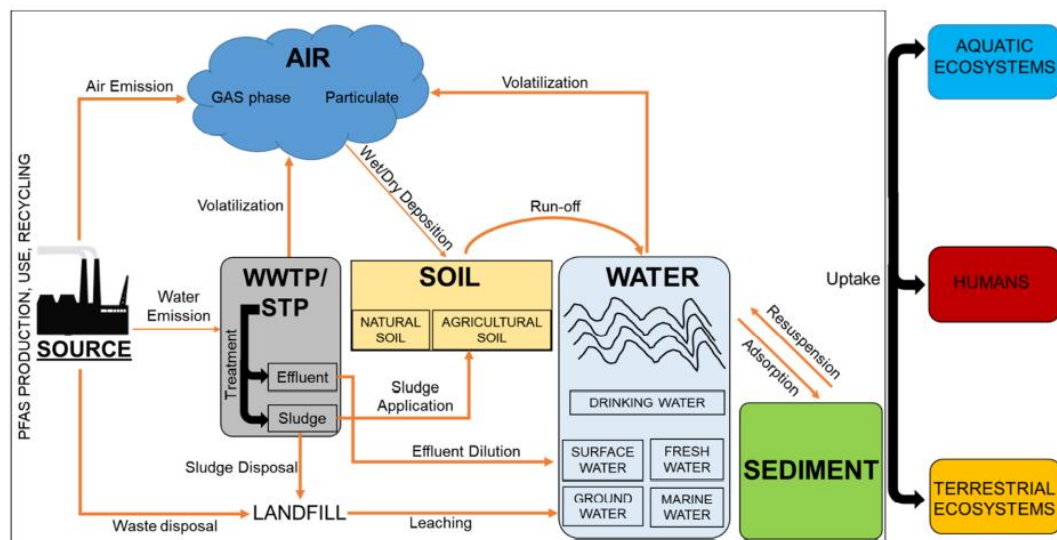 AIR
GAS phase
Particulate
Air Emission
Volatilization
Volatilization
Wet/Dry Deposition
Run-off
PFAS PRODUCTION, USE, RECYCLING
SOURCE
Water
Emission
WWTP/
STP
Treatment
Effluent
Sludge
SOIL
NATURAL
SOIL
AGRICULTURAL
SOIL
Sludge
Application
Effluent Dilution
Sludge Disposal
Waste disposal
LANDFILL
Leaching
WATER
DRINKING WATER
SURFACE
WATER
FRESH
WATER
GROUND
WATER
MARINE
WATER
Resuspension
Adsorption
SEDIMENT
Uptake
AQUATIC
ECOSYSTEMS
HUMANS
TERRESTRIAL
ECOSYSTEMS